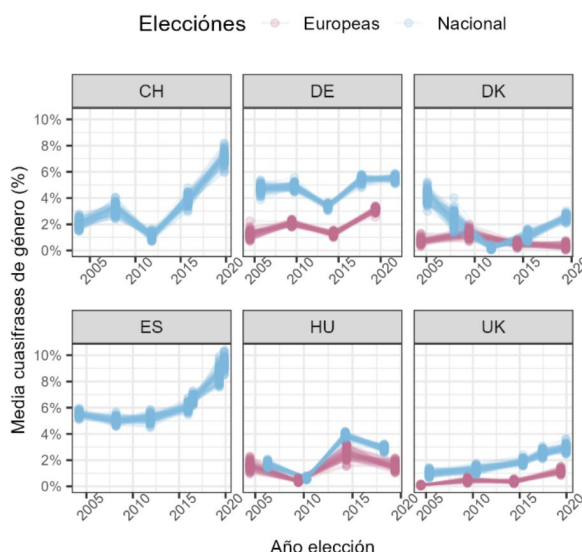 Elecciónes Europeas Nacional
CH DE DK
10%
8%
6%
4%
2%
0%
2005 2010 2015 2020 2005 2010 2015 2020 2005 2010 2015 2020
ES HU UK
10%
8%
6%
4%
2%
0%
2005 2010 2015 2020 2005 2010 2015 2020 2005 2010 2015 2020
Media cuasifrases de género (%)
Año elección